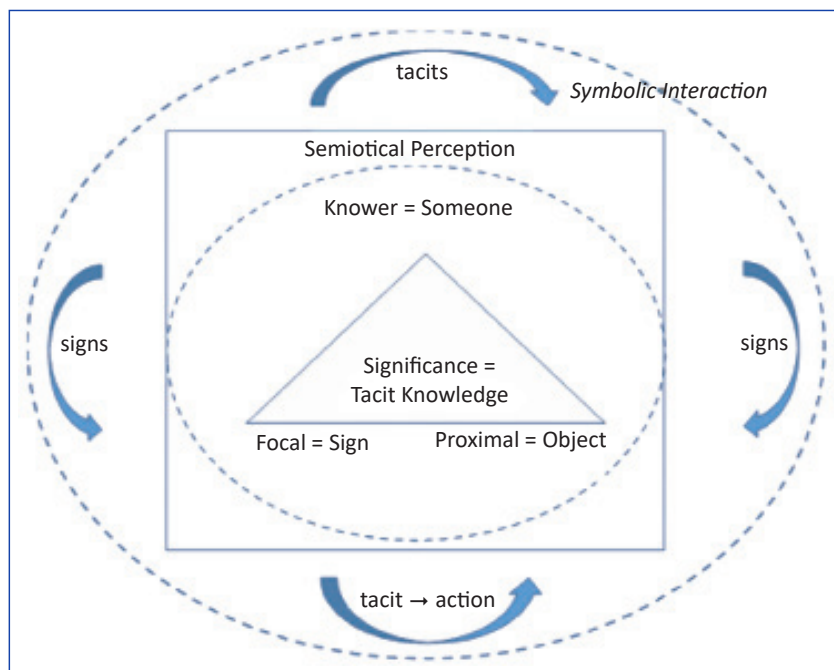 tacits
Symbolic Interaction
Semiotical Perception
Knower = Someone
signs
signs
Significance =
Tacit Knowledge
Focal = Sign
Proximal = Object
tacit → action